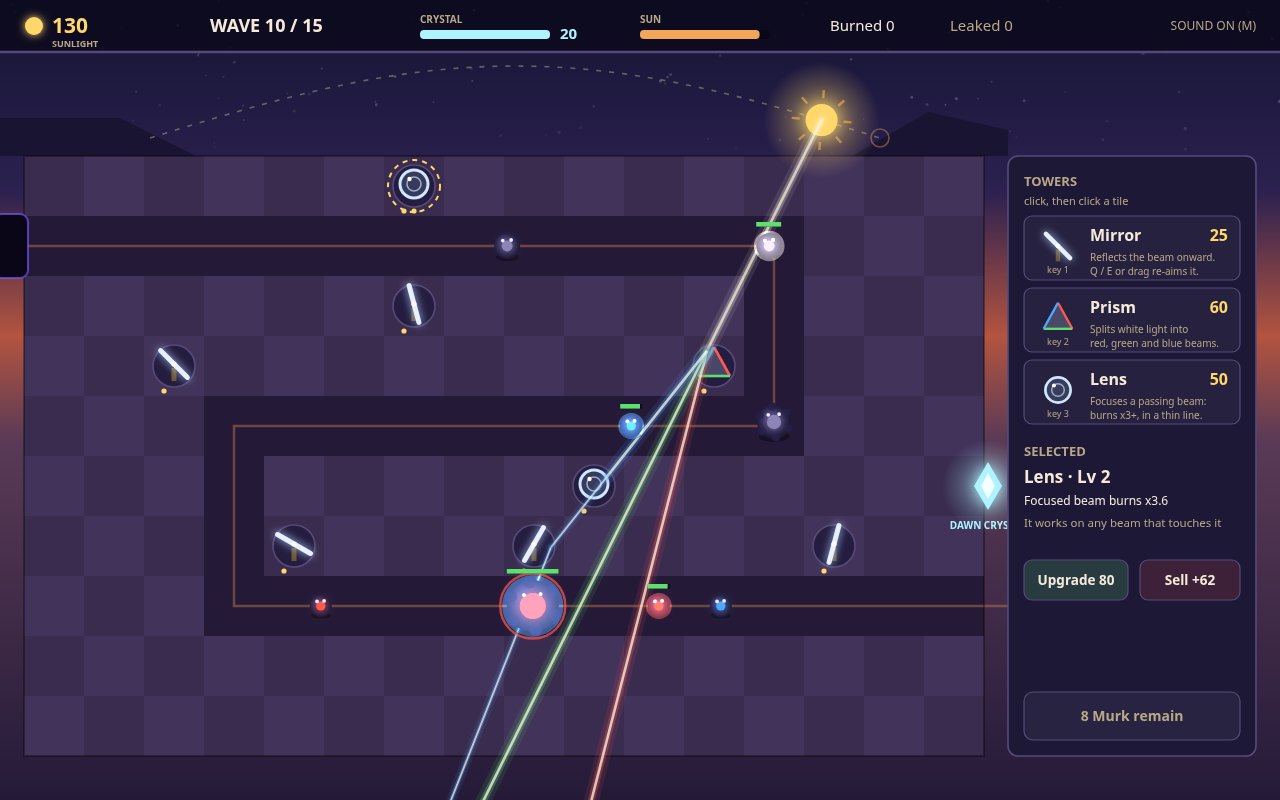 130
SUNLIGHT
WAVE 10 / 15
CRYSTAL
20
SUN
Burned 0
Leaked 0
SOUND ON (M)
TOWERS
click, then click a tile
Mirror
25
Reflects the beam onward.
Q / E or drag re-aims it.
key 1
Prism
60
Splits white light into
red, green and blue beams.
key 2
Lens
50
Focuses a passing beam:
burns x3+, in a thin line.
key 3
SELECTED
Lens · Lv 2
Focused beam burns x3.6
It works on any beam that touches it
DAWN CRYS
Upgrade 80
Sell +62
8 Murk remain